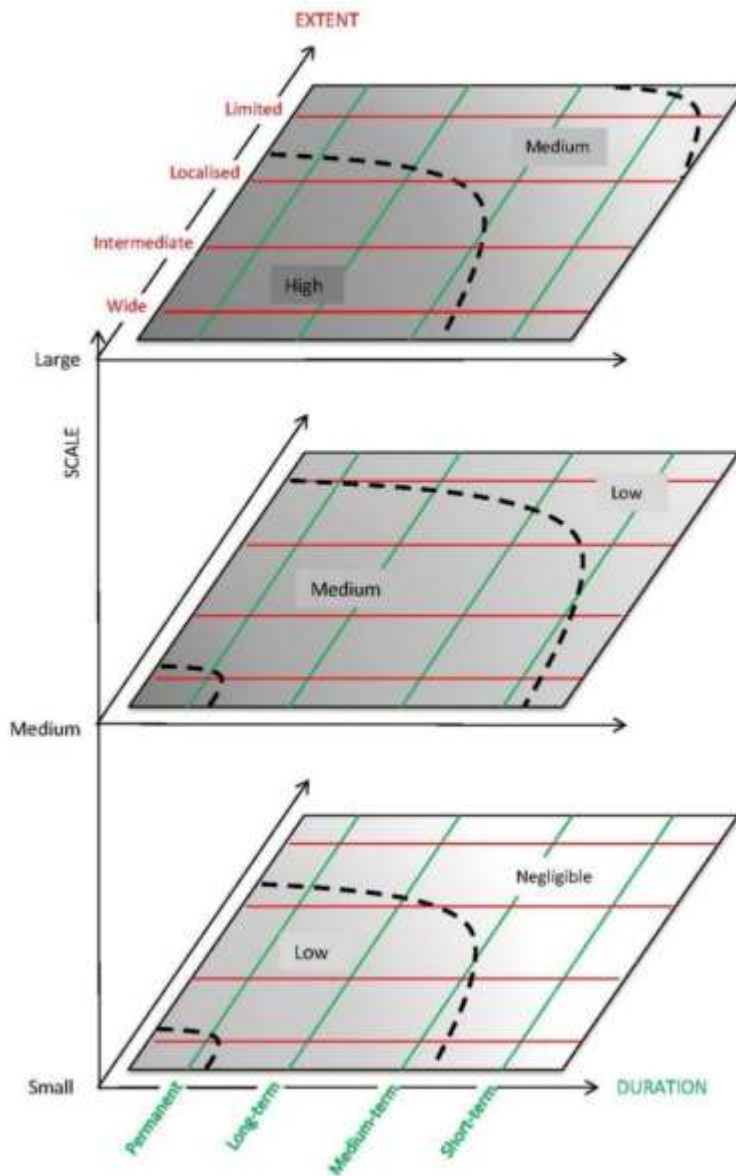 EXTENT
Limited
Medium
Localised
Intermediate
High
Wide
Large
SCALE
Low
Medium
Medium
Negligible
Low
Small
Permanent
Long-term
Medium-term
Short-term
DURATION